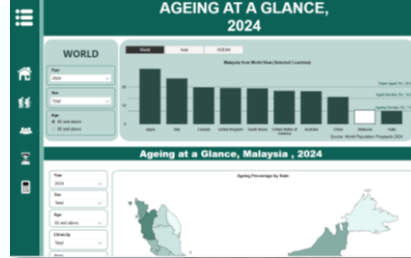 AGEING AT A GLANCE,
2024
WORLD
World
Asia
ASEAN
Year
2024
Sex
Total
Age
60 and above
65 and above
Malaysia from World View (Selected Countries)
Japan
Italy
Canada
United Kingdom
South Korea
United States of
America
Australia
China
Malaysia
India
Source: World Population Prospects 2024
Ageing at a Glance, Malaysia , 2024
Year
2024
Sex
Total
Age
65 and above
Ethnicity
Total
Ageing Percentage by State